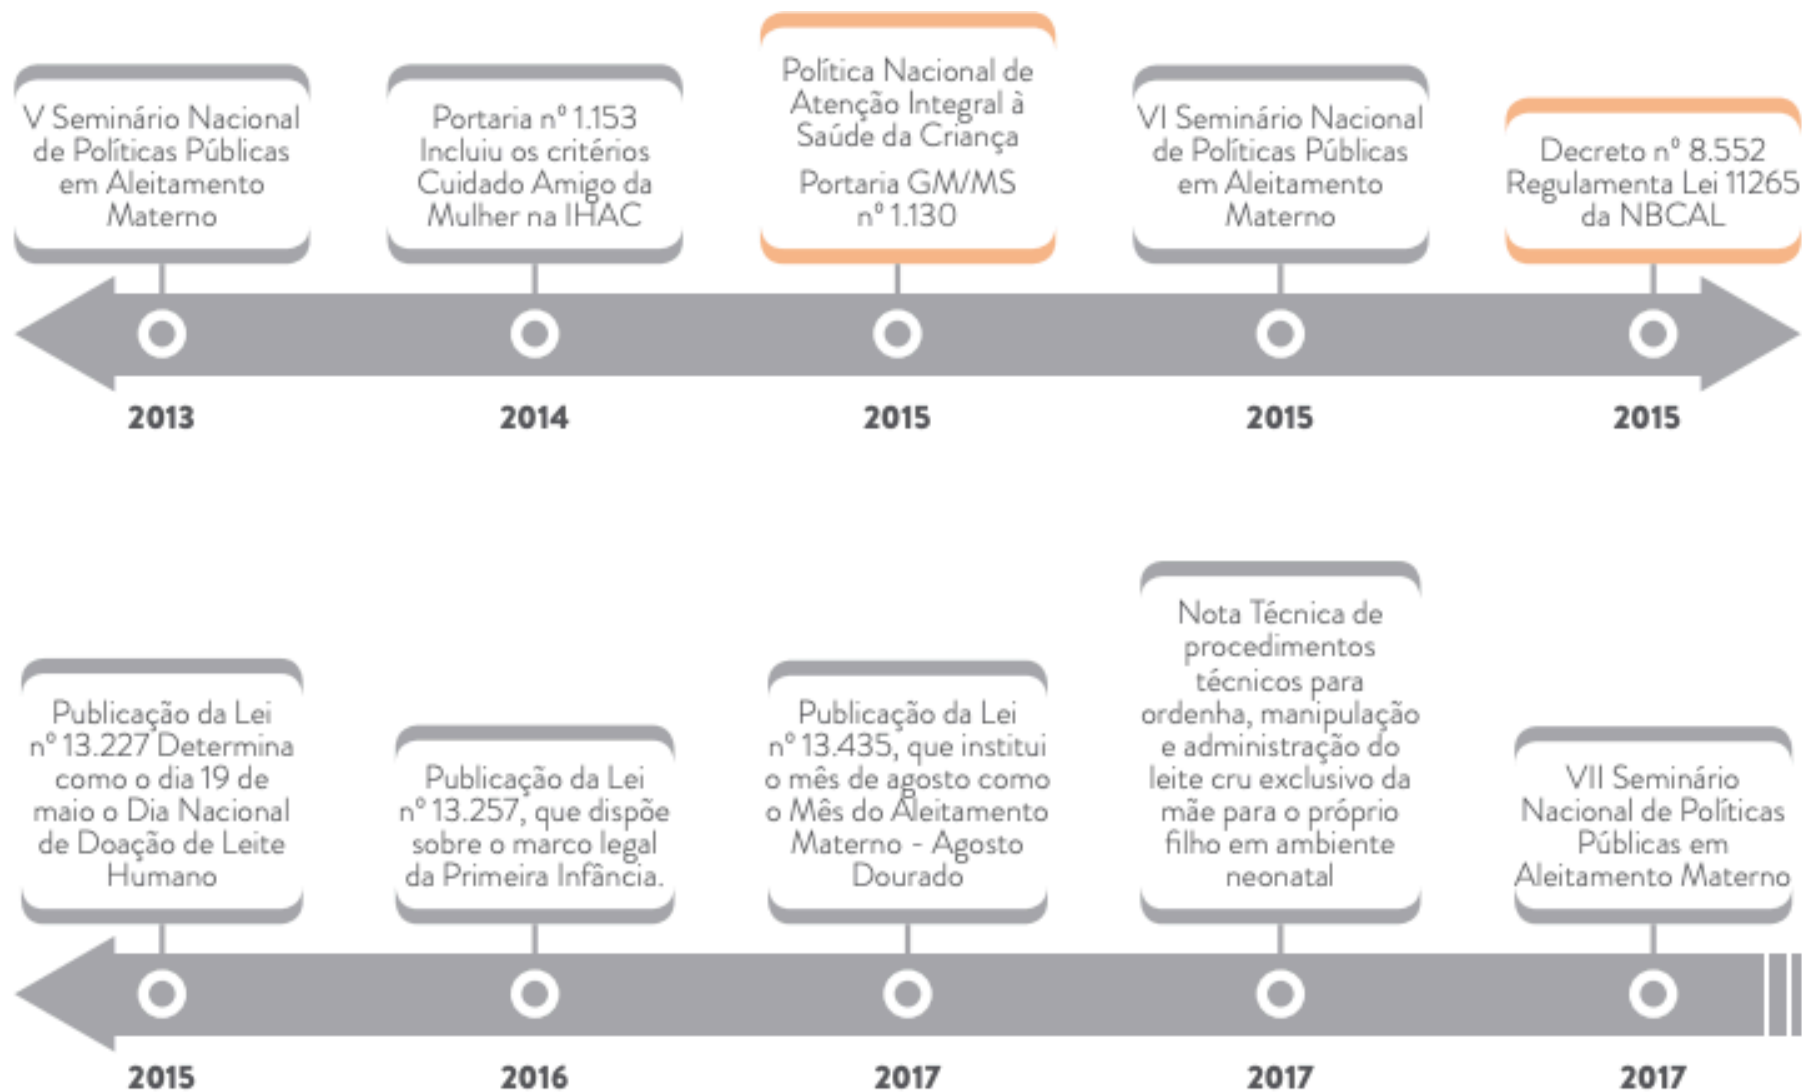 V Seminário Nacional
de Políticas Públicas
em Aleitamento
Materno
Portaria nº 1.153
Incluiu os critérios
Cuidado Amigo da
Mulher na IHAC
Política Nacional de
Atenção Integral à
Saúde da Criança
Portaria GM/MS
nº 1.130
VI Seminário Nacional
de Políticas Públicas
em Aleitamento
Materno
Decreto nº 8.552
Regulamenta Lei 11265
da NBCAL
2013
2014
2015
2015
2015
Publicação da Lei
nº 13.227 Determina
como o dia 19 de
maio o Dia Nacional
de Doação de Leite
Humano
Publicação da Lei
nº 13.257, que dispõe
sobre o marco legal
da Primeira Infância.
Publicação da Lei
nº 13.435, que institui
o mês de agosto como
o Mês do Aleitamento
Materno - Agosto
Dourado
Nota Técnica de
procedimentos
técnicos para
ordenha, manipulação
e administração do
leite cru exclusivo da
mãe para o próprio
filho em ambiente
neonatal
VII Seminário
Nacional de Políticas
Públicas em
Aleitamento Materno
2015
2016
2017
2017
2017